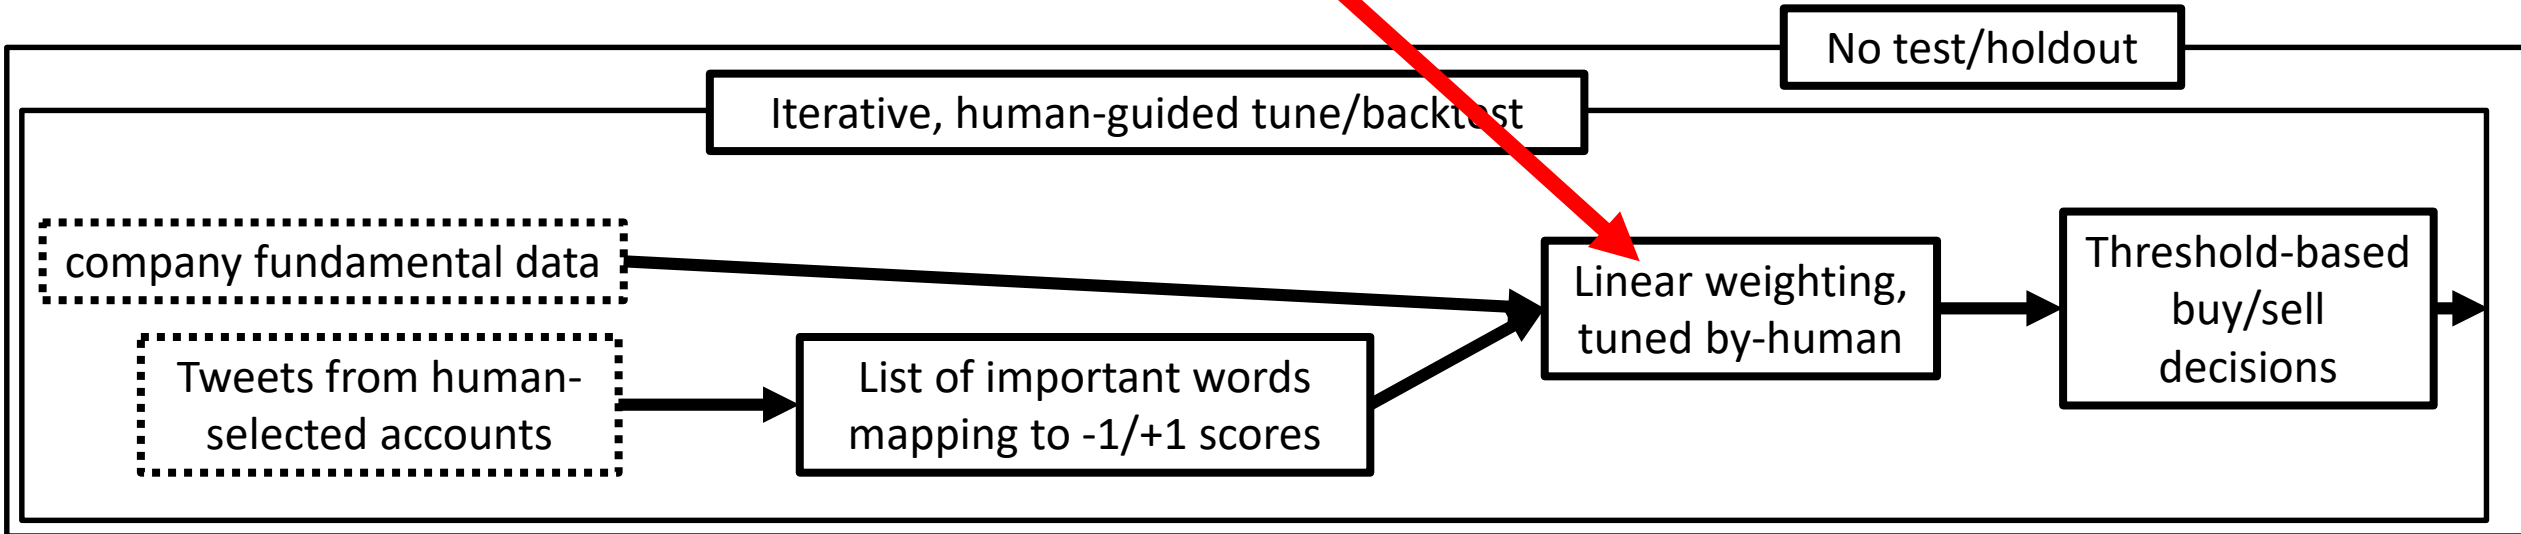 No test/holdout
Iterative, human-guided tune/backtest
company fundamental data
Tweets from human-
selected accounts
List of important words
mapping to -1/+1 scores
Linear weighting,
tuned by-human
Threshold-based
buy/sell
decisions